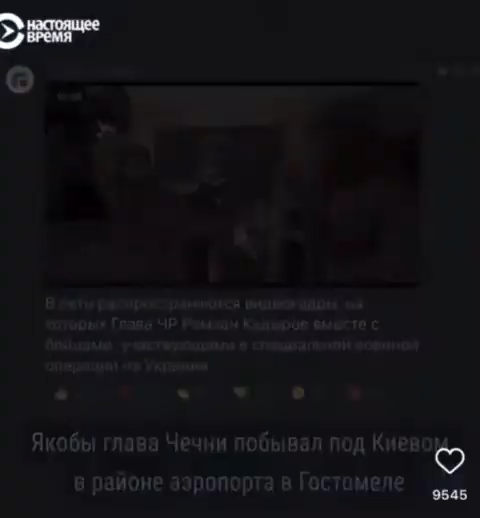 НАСТОЯЩЕЕ
ВРЕМЯ
В сети распространяются видеокадры, на
которых Глава ЧР Рамзан Кадыров вместе с
бойцами, участвующими в специальной военной
операции на Украине
Якобы глава Чечни побывал под Киевом
в районе аэропорта в Гостомеле
9545